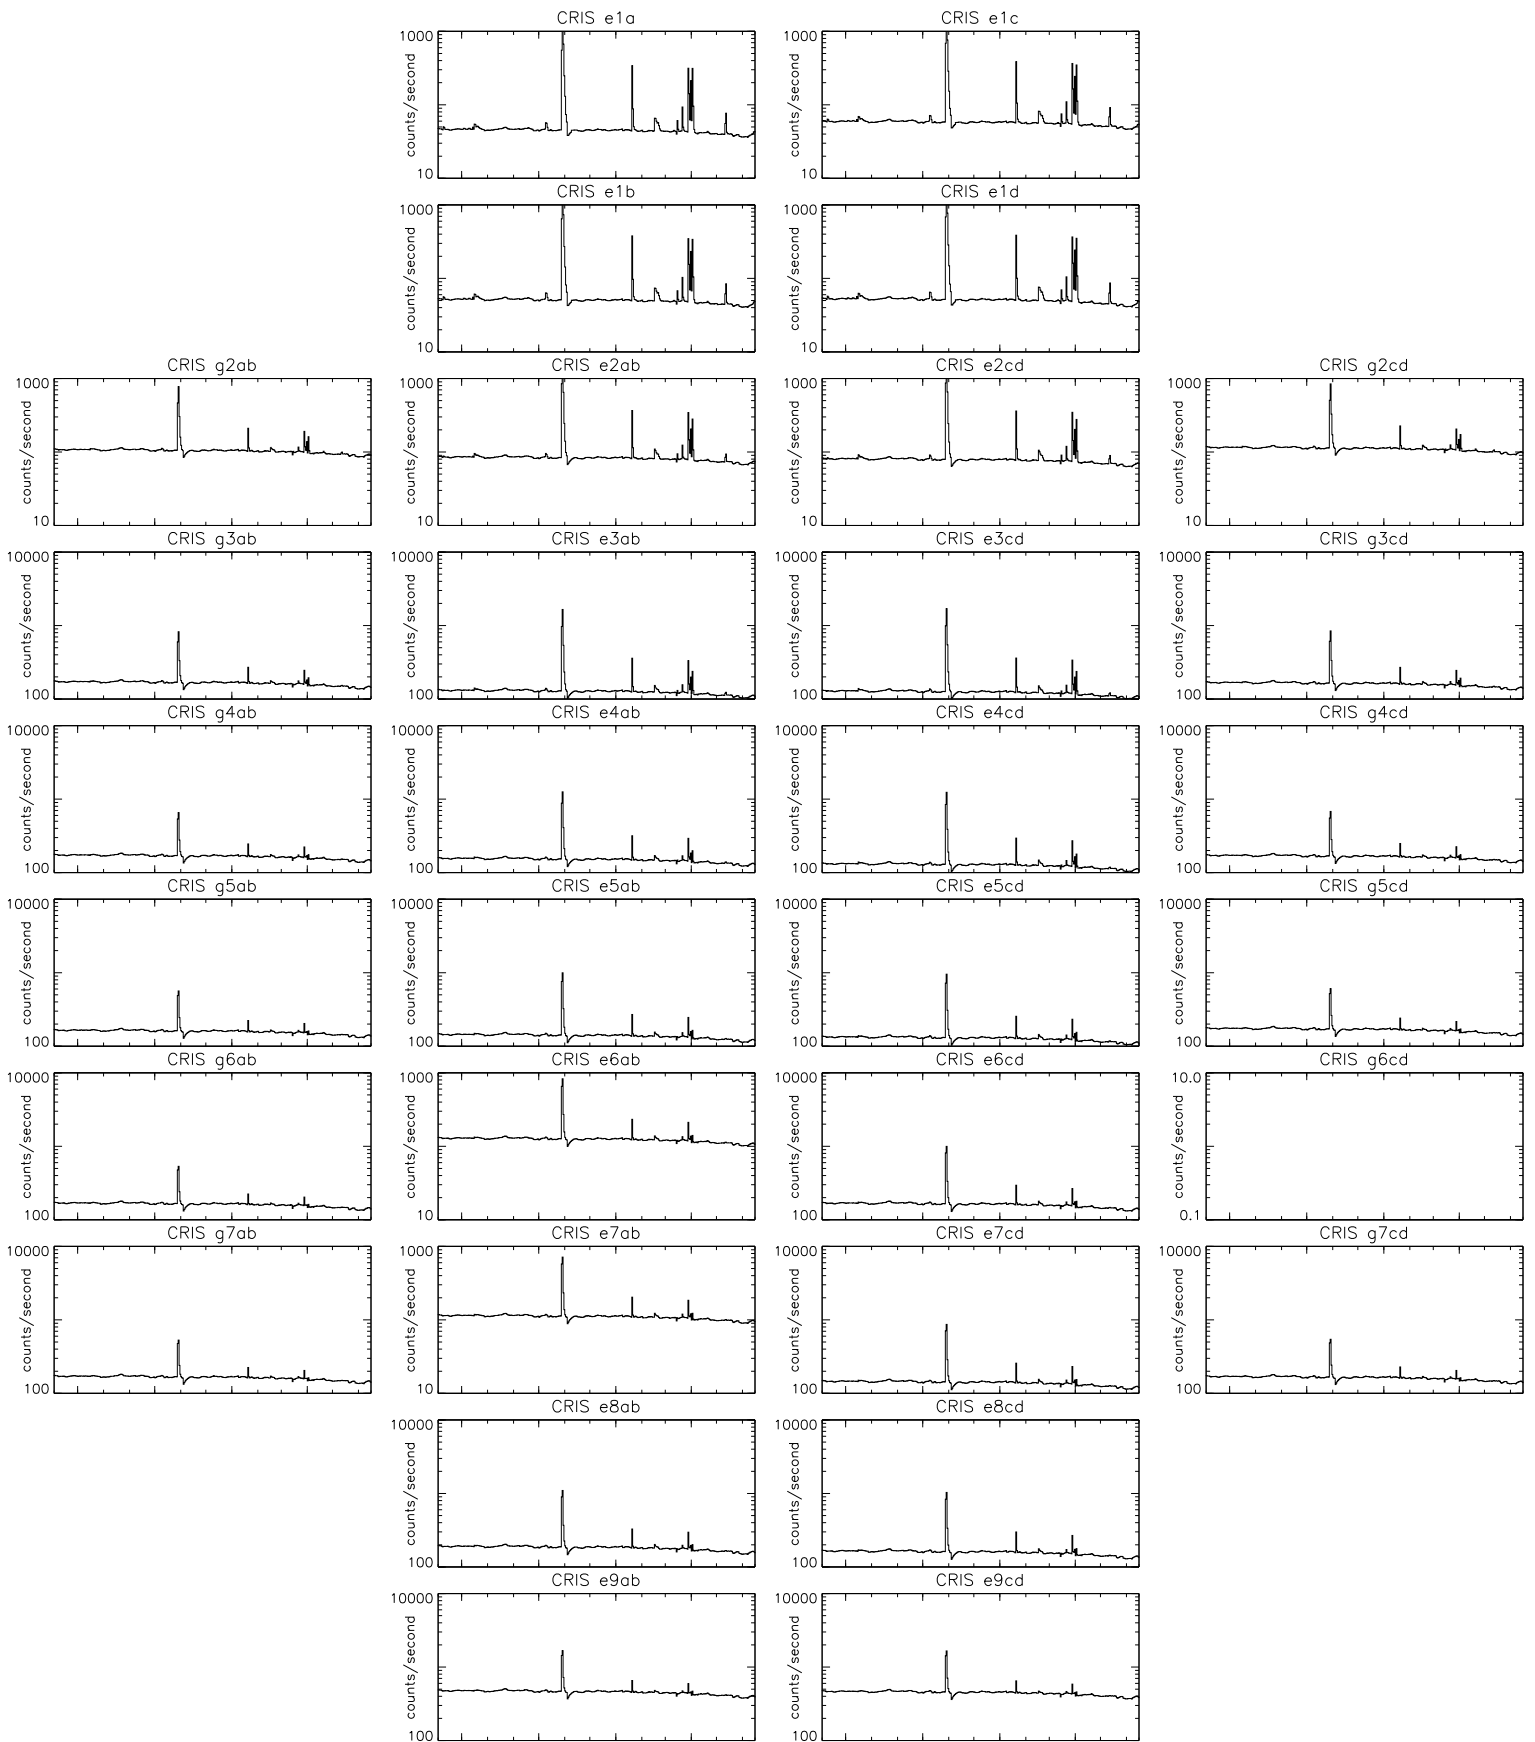 CRIS e1a
CRIS e1c
1000
counts/second
10
1000
counts/second
10
CRIS e1b
CRIS e1d
1000
counts/second
10
1000
counts/second
10
CRIS g2ab
CRIS e2ab
CRIS e2cd
CRIS g2cd
1000
counts/second
10
1000
counts/second
10
1000
counts/second
10
1000
counts/second
10
CRIS g3ab
CRIS e3ab
CRIS e3cd
CRIS g3cd
10000
counts/second
100
10000
counts/second
100
10000
counts/second
100
10000
counts/second
100
CRIS g4ab
CRIS e4ab
CRIS e4cd
CRIS g4cd
10000
counts/second
100
10000
counts/second
100
10000
counts/second
100
10000
counts/second
100
CRIS g5ab
CRIS e5ab
CRIS e5cd
CRIS g5cd
10000
counts/second
100
10000
counts/second
100
10000
counts/second
100
10000
counts/second
100
CRIS g6ab
CRIS e6ab
CRIS e6cd
CRIS g6cd
10000
counts/second
100
1000
counts/second
10
10000
counts/second
100
10.0
counts/second
0.1
CRIS g7ab
CRIS e7ab
CRIS e7cd
CRIS g7cd
10000
counts/second
100
1000
counts/second
10
10000
counts/second
100
10000
counts/second
100
CRIS e8ab
CRIS e8cd
10000
counts/second
100
10000
counts/second
100
CRIS e9ab
CRIS e9cd
10000
counts/second
100
10000
counts/second
100